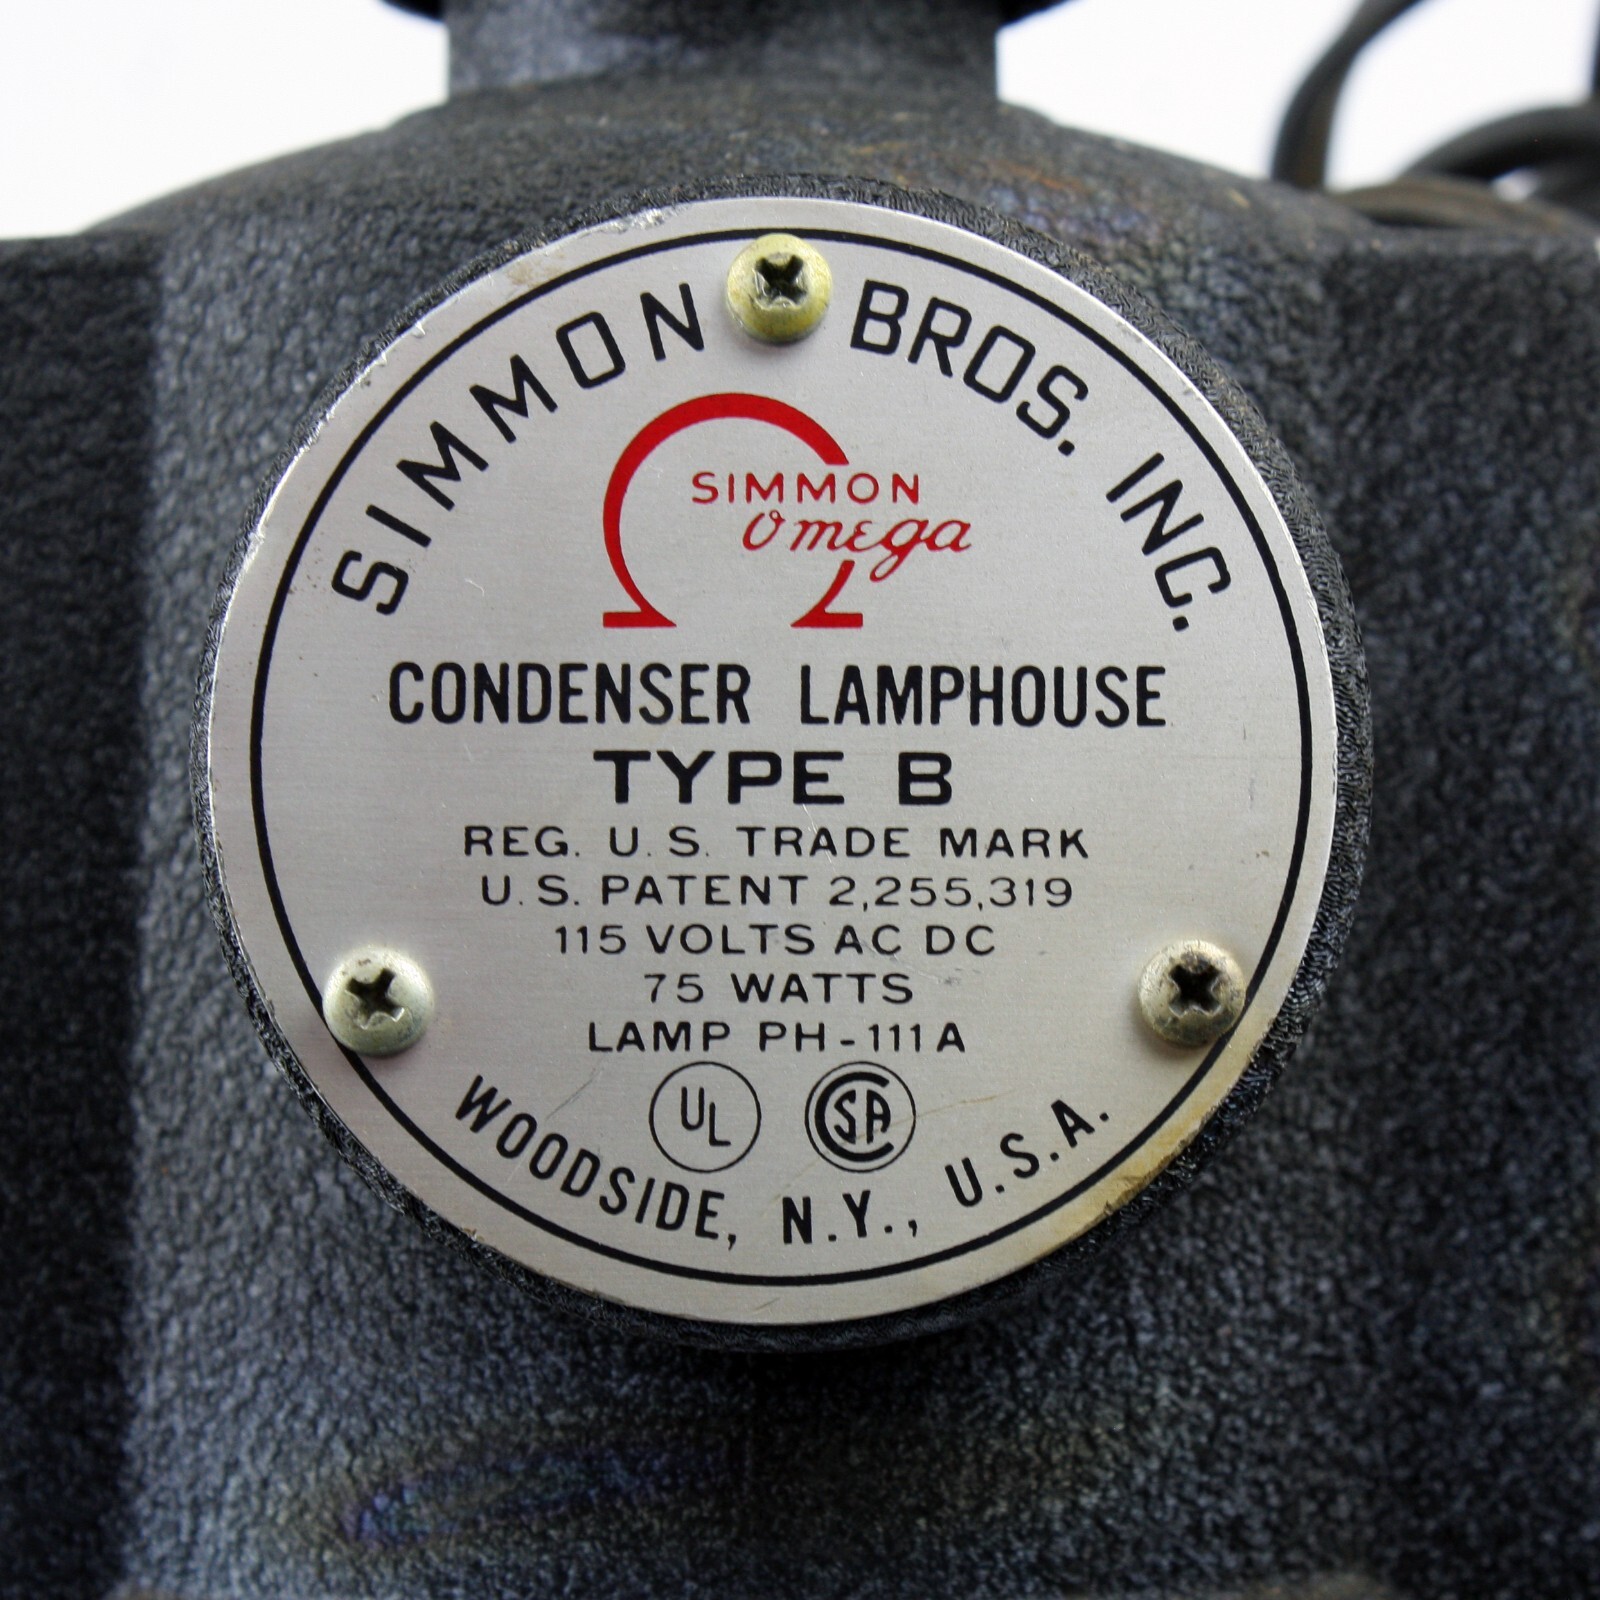 SIMMON BROS. INC.
SIMMON
Omega
CONDENSER LAMPHOUSE
TYPE B
REG. U.S. TRADE MARK
U.S. PATENT 2,255,319
115 VOLTS AC DC
75 WATTS
LAMP PH-111A
UL CSA
WOODSIDE, N.Y., U.S.A.